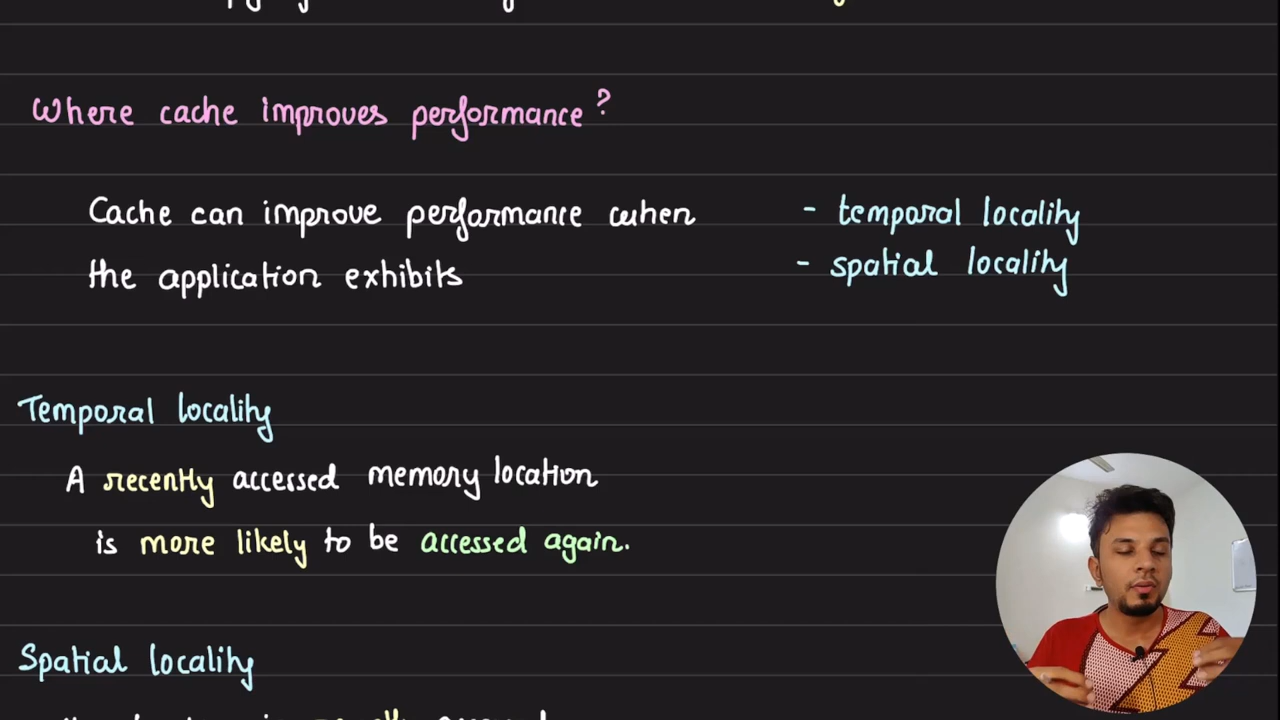 Where cache improves performance?
Cache can improve performance when
the application exhibits
- temporal locality
- spatial locality
Temporal locality
A recently accessed memory location
is more likely to be accessed again.
Spatial locality